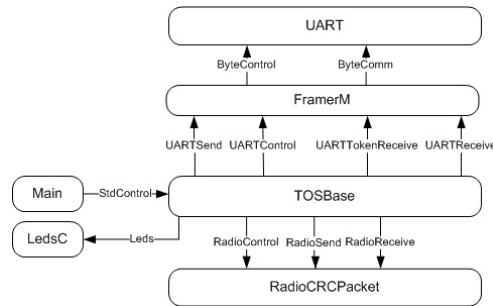 UART
ByteControl ByteComm
FramerM
UARTSend UARTControl UARTTokenReceive UARTReceive
Main StdControl TOSBase
LedsC Leds RadioControl RadioSend RadioReceive
RadioCRCPacket